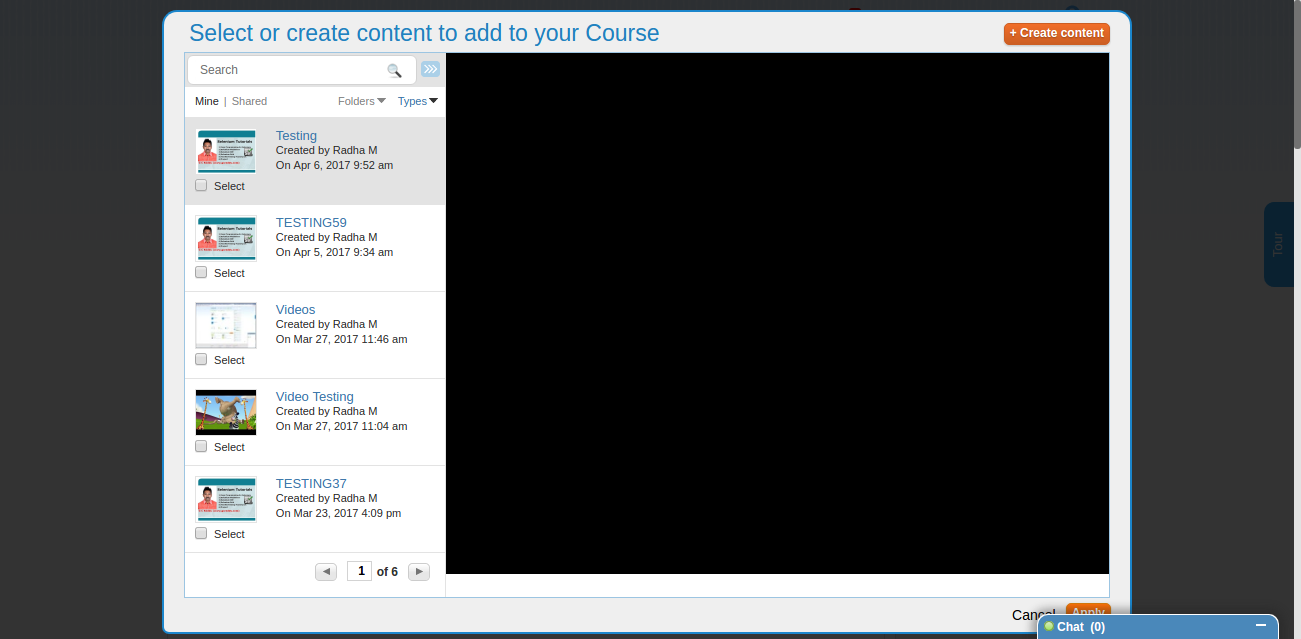 Select or create content to add to your Course
+ Create content
Search
Mine | Shared
Folders
Types
Testing
Created by Radha M
On Apr 6, 2017 9:52 am
Select
TESTING59
Created by Radha M
On Apr 5, 2017 9:34 am
Select
Videos
Created by Radha M
On Mar 27, 2017 11:46 am
Select
Video Testing
Created by Radha M
On Mar 27, 2017 11:04 am
Select
TESTING37
Created by Radha M
On Mar 23, 2017 4:09 pm
Select
1 of 6
Tour
Cancel
Apply
Chat (0)